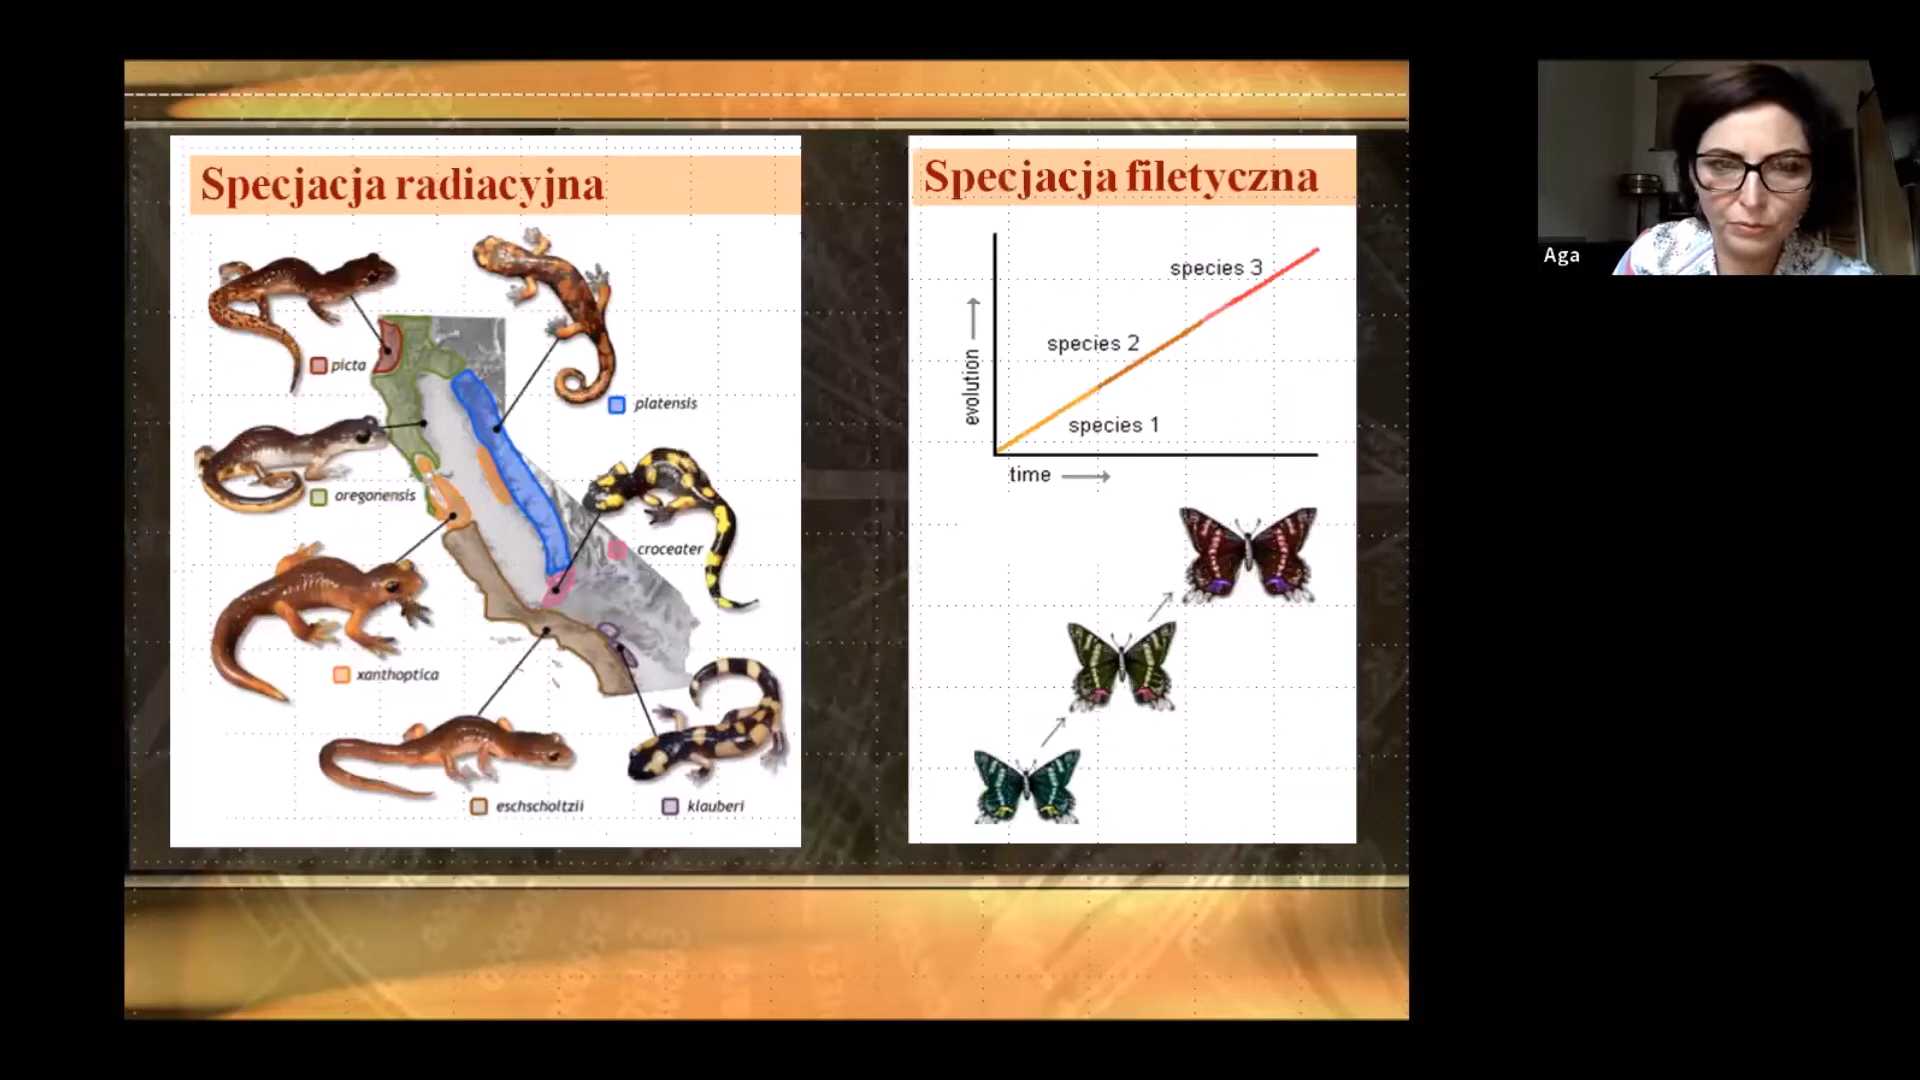 Specjacja radiacyjna
picta
platensis
oregonensis
croceater
xanthoptica
eschscholtzii
klauberi
Specjacja filetyczna
species 3
species 2
species 1
evolution
time
Aga